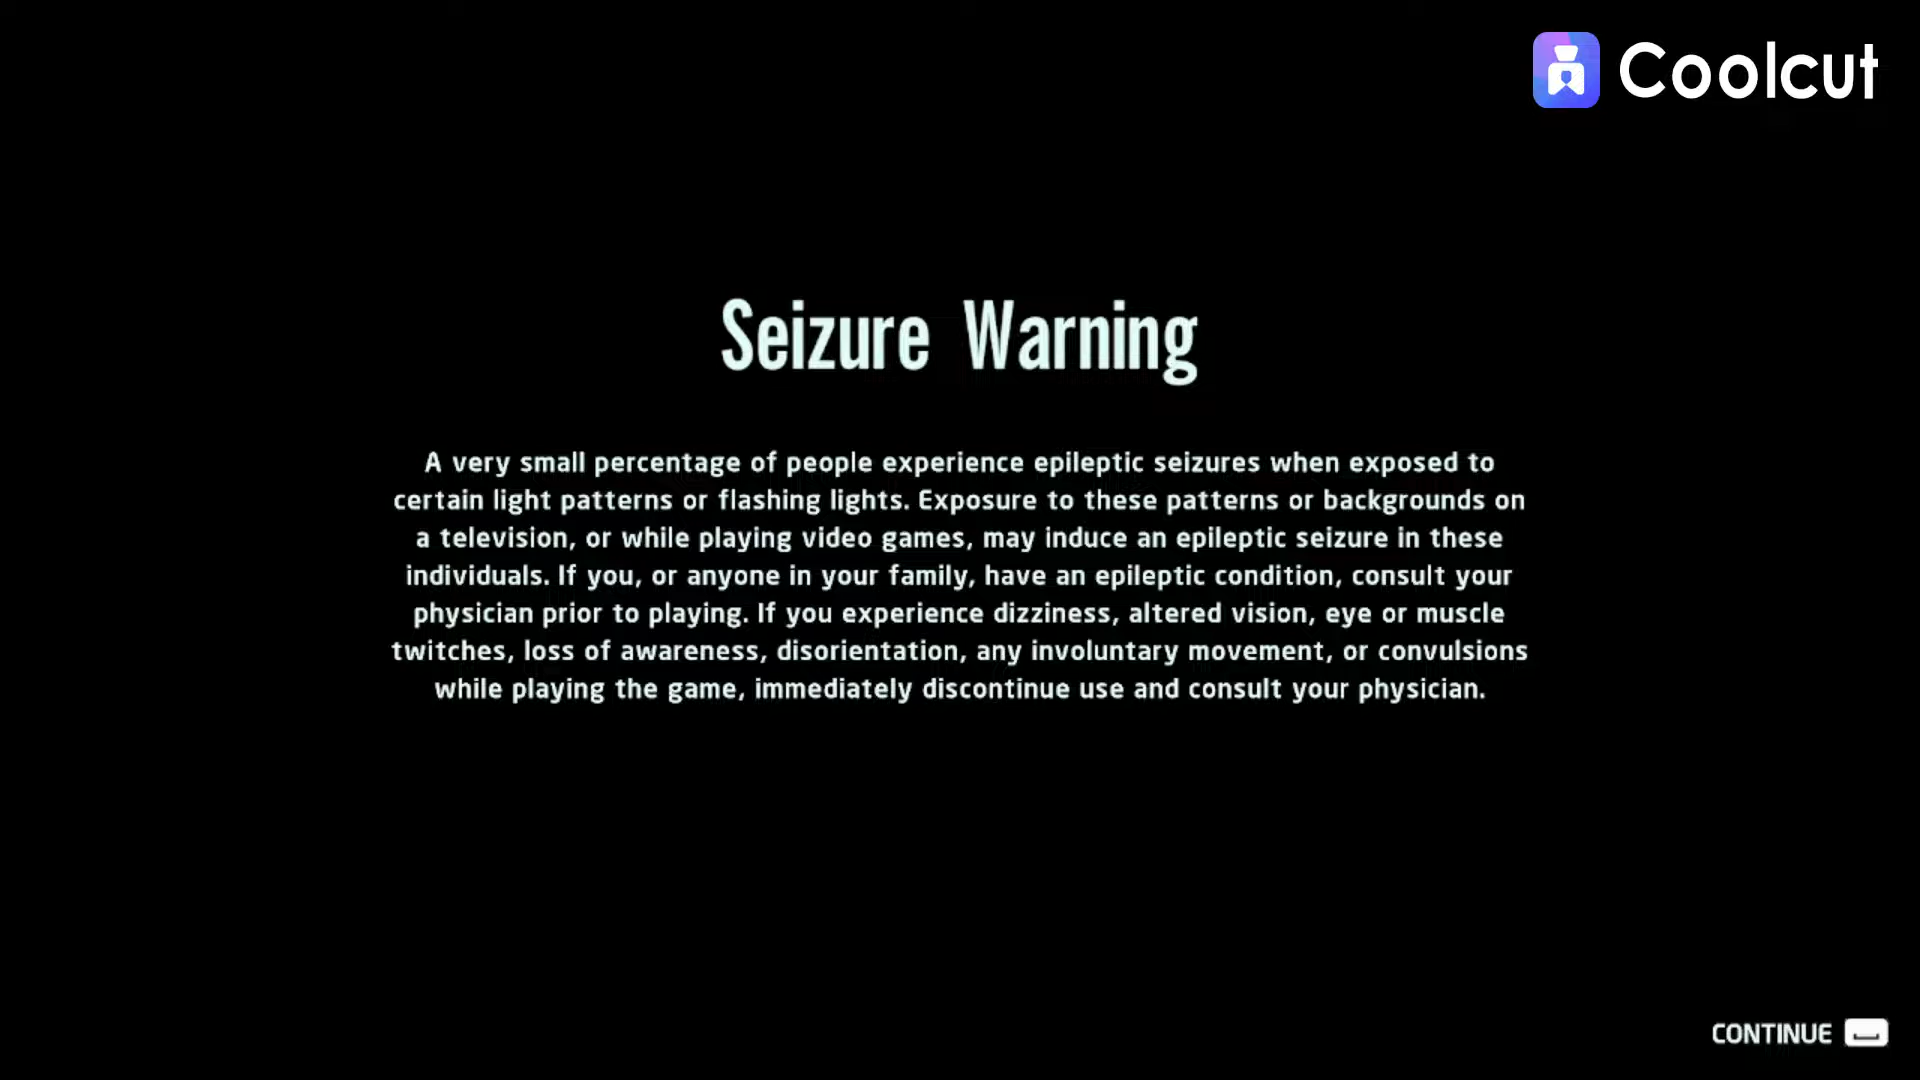 Coolcut
Seizure Warning
A very small percentage of people experience epileptic seizures when exposed to
certain light patterns or flashing lights. Exposure to these patterns or backgrounds on
a television, or while playing video games, may induce an epileptic seizure in these
individuals. If you, or anyone in your family, have an epileptic condition, consult your
physician prior to playing. If you experience dizziness, altered vision, eye or muscle
twitches, loss of awareness, disorientation, any involuntary movement, or convulsions
while playing the game, immediately discontinue use and consult your physician.
CONTINUE